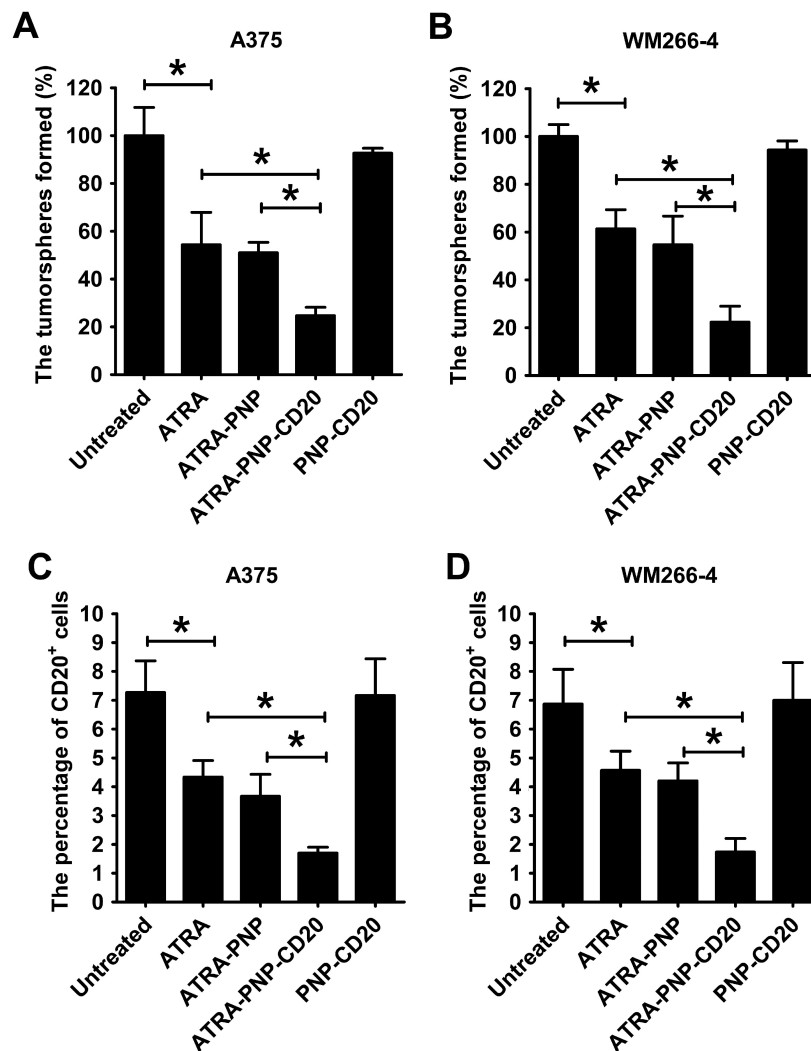 A
A375
The tumorspheres formed (%)
120
100
80
60
40
20
0
*
*
*
Untreated
ATRA
ATRA-PNP
ATRA-PNP-CD20
PNP-CD20
B
WM266-4
The tumorspheres formed (%)
120
100
80
60
40
20
0
*
*
*
Untreated
ATRA
ATRA-PNP
ATRA-PNP-CD20
PNP-CD20
C
A375
The percentage of CD20⁺ cells
10
9
8
7
6
5
4
3
2
1
0
*
*
*
Untreated
ATRA
ATRA-PNP
ATRA-PNP-CD20
PNP-CD20
D
WM266-4
The percentage of CD20⁺ cells
10
9
8
7
6
5
4
3
2
1
0
*
*
*
Untreated
ATRA
ATRA-PNP
ATRA-PNP-CD20
PNP-CD20